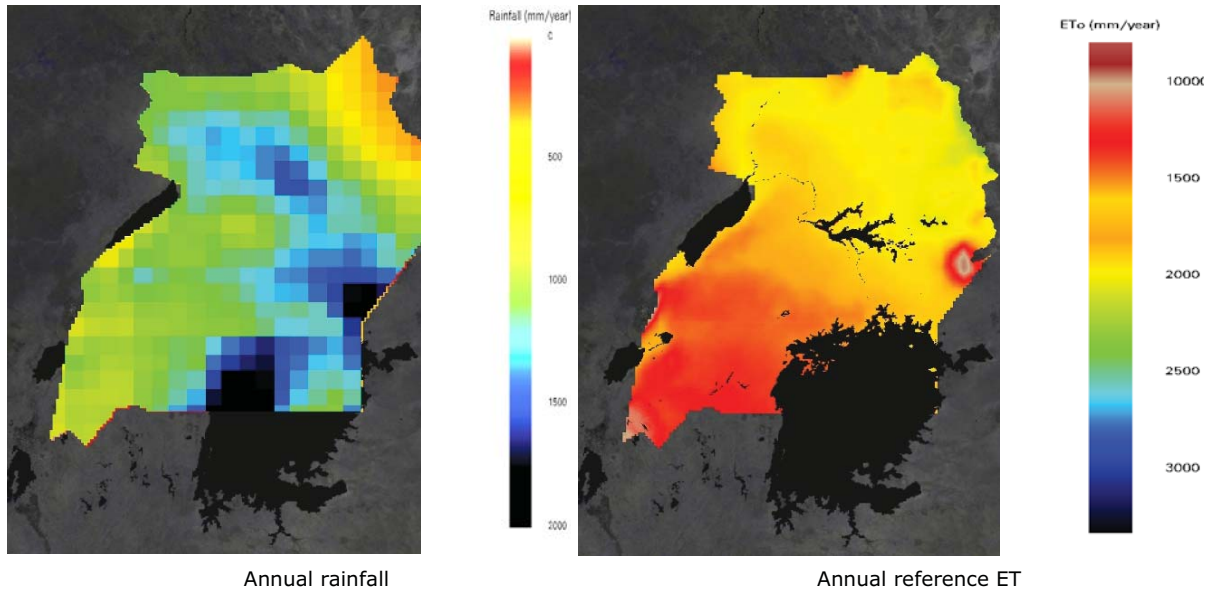 Rainfall (mm/year)
0
500
1000
1500
2000
ETo (mm/year)
1000
1500
2000
2500
3000
Annual rainfall
Annual reference ET